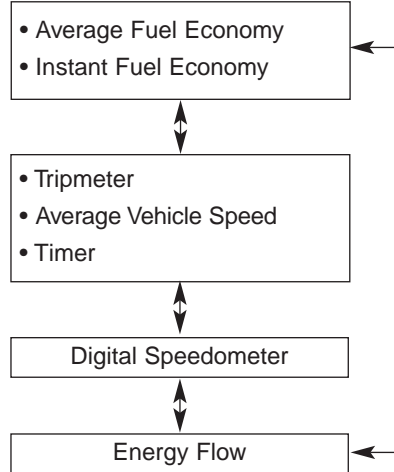 • Average Fuel Economy
• Instant Fuel Economy
• Tripmeter
• Average Vehicle Speed
• Timer
Digital Speedometer
Energy Flow